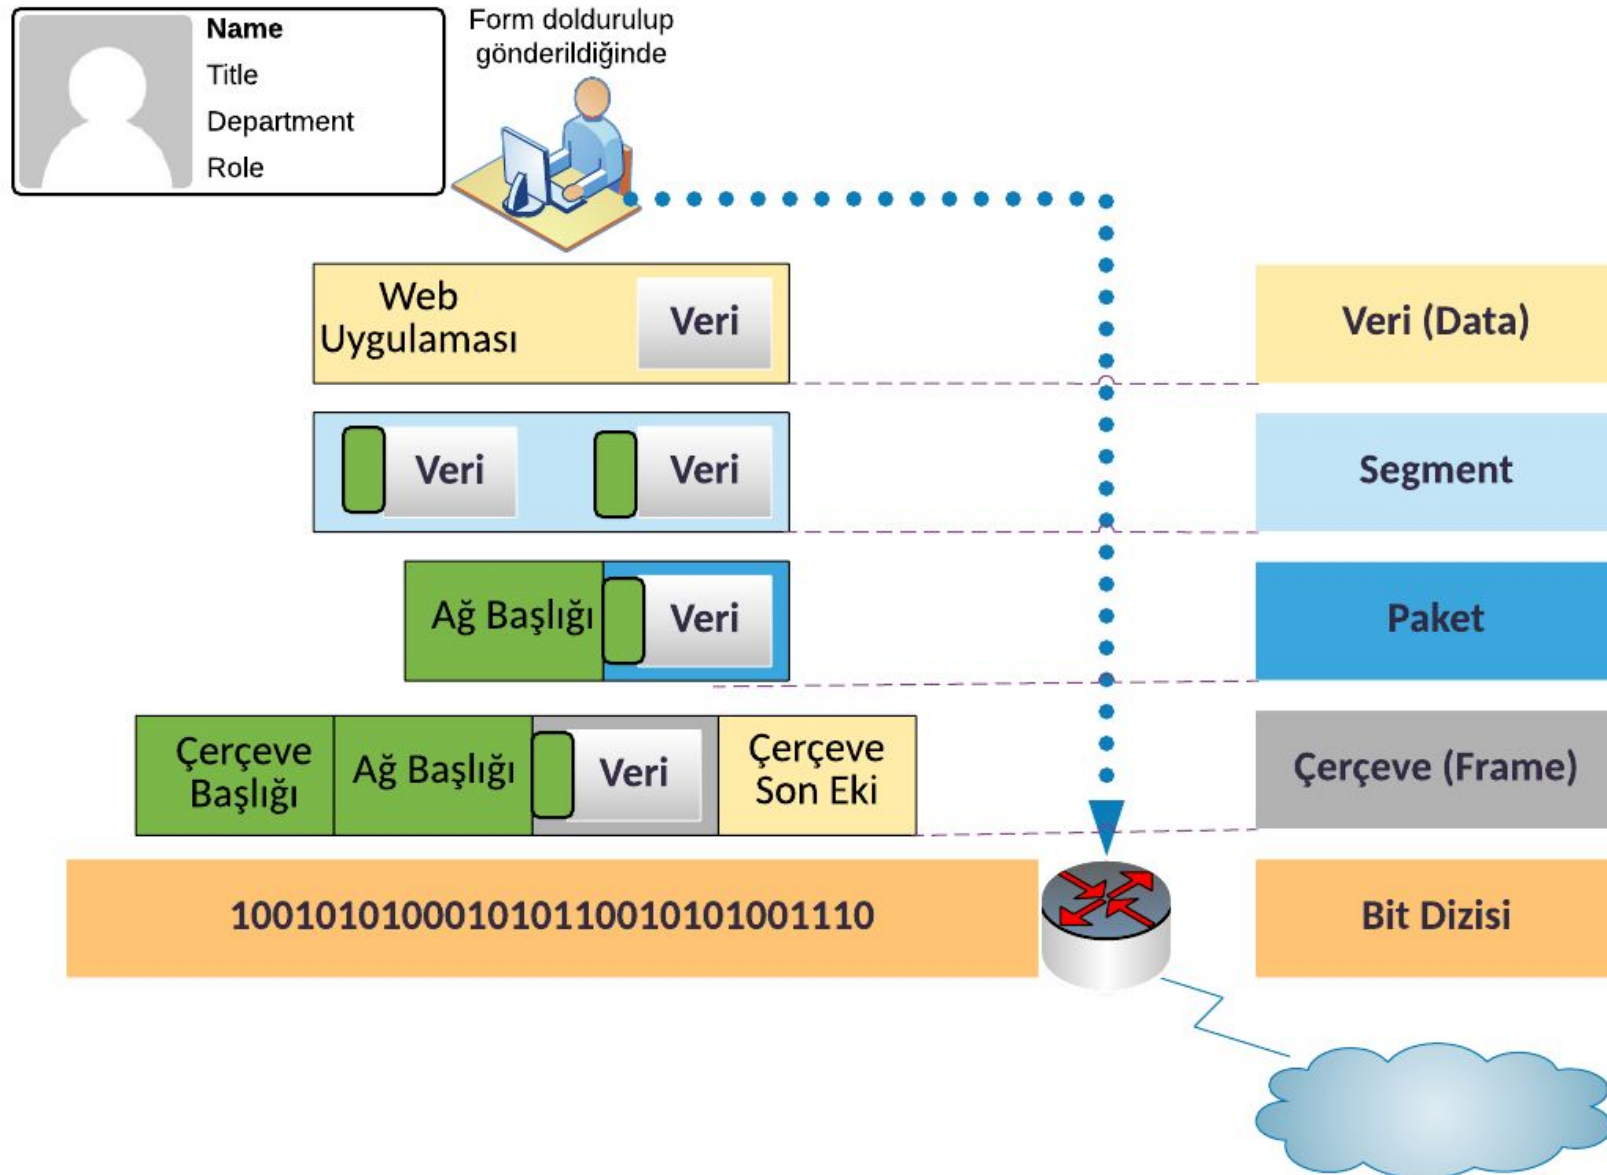 Name
Title
Department
Role
Form doldurulup
gönderildiğinde
Web
Uygulaması
Veri
Veri (Data)
Veri
Veri
Segment
Ağ Başlığı
Veri
Paket
Çerçeve
Başlığı
Ağ Başlığı
Veri
Çerçeve
Son Eki
Çerçeve (Frame)
100101010001010110010101001110
Bit Dizisi